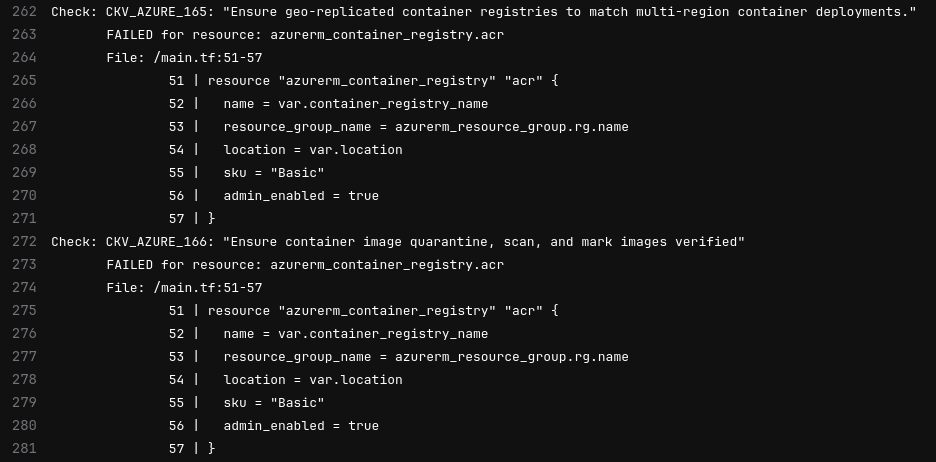 262 Check: CKV_AZURE_165: "Ensure geo-replicated container registries to match multi-region container deployments."
263 FAILED for resource: azurerm_container_registry.acr
264 File: /main.tf:51-57
265 51 | resource "azurerm_container_registry" "acr" {
266 52 | name = var.container_registry_name
267 53 | resource_group_name = azurerm_resource_group.rg.name
268 54 | location = var.location
269 55 | sku = "Basic"
270 56 | admin_enabled = true
271 57 | }
272 Check: CKV_AZURE_166: "Ensure container image quarantine, scan, and mark images verified"
273 FAILED for resource: azurerm_container_registry.acr
274 File: /main.tf:51-57
275 51 | resource "azurerm_container_registry" "acr" {
276 52 | name = var.container_registry_name
277 53 | resource_group_name = azurerm_resource_group.rg.name
278 54 | location = var.location
279 55 | sku = "Basic"
280 56 | admin_enabled = true
281 57 | }